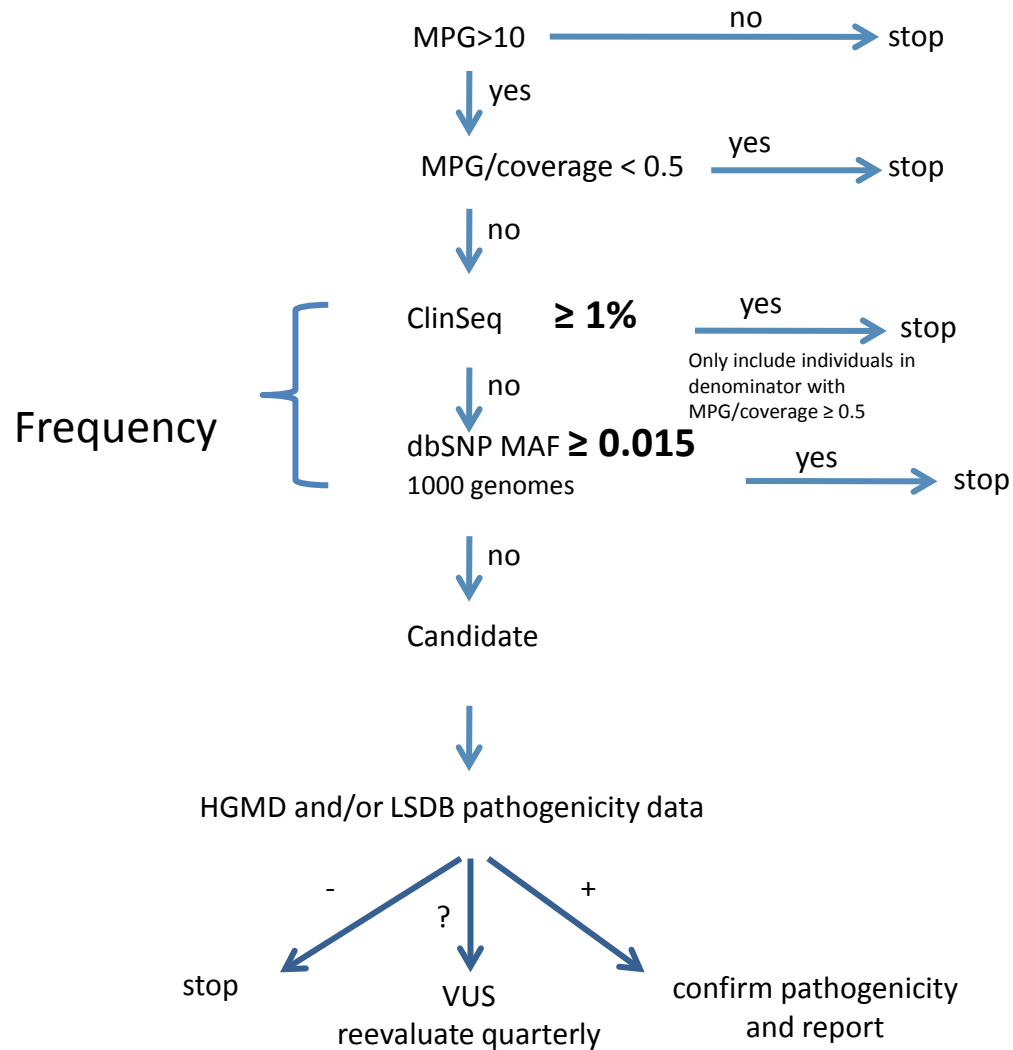 MPG>10
no
stop
yes
MPG/coverage < 0.5
yes
stop
no
ClinSeq ≥ 1%
yes
stop
Only include individuals in
denominator with
MPG/coverage ≥ 0.5
no
Frequency
dbSNP MAF ≥ 0.015
1000 genomes
yes
stop
no
Candidate
HGMD and/or LSDB pathogenicity data
-
?
+
stop
VUS
reevaluate quarterly
confirm pathogenicity
and report